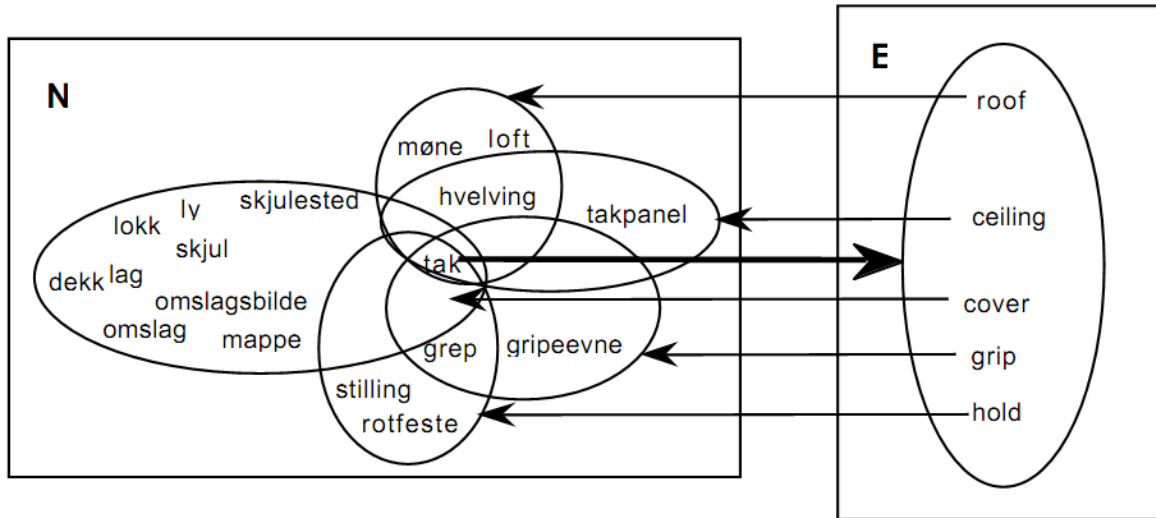 N
møne
loft
hvelving
takpanel
skjulested
ly
lokk
skjul
dekk
lag
omslagsbilde
omslag
mappe
tak
grep
gripeevne
stilling
rotfeste
E
roof
ceiling
cover
grip
hold